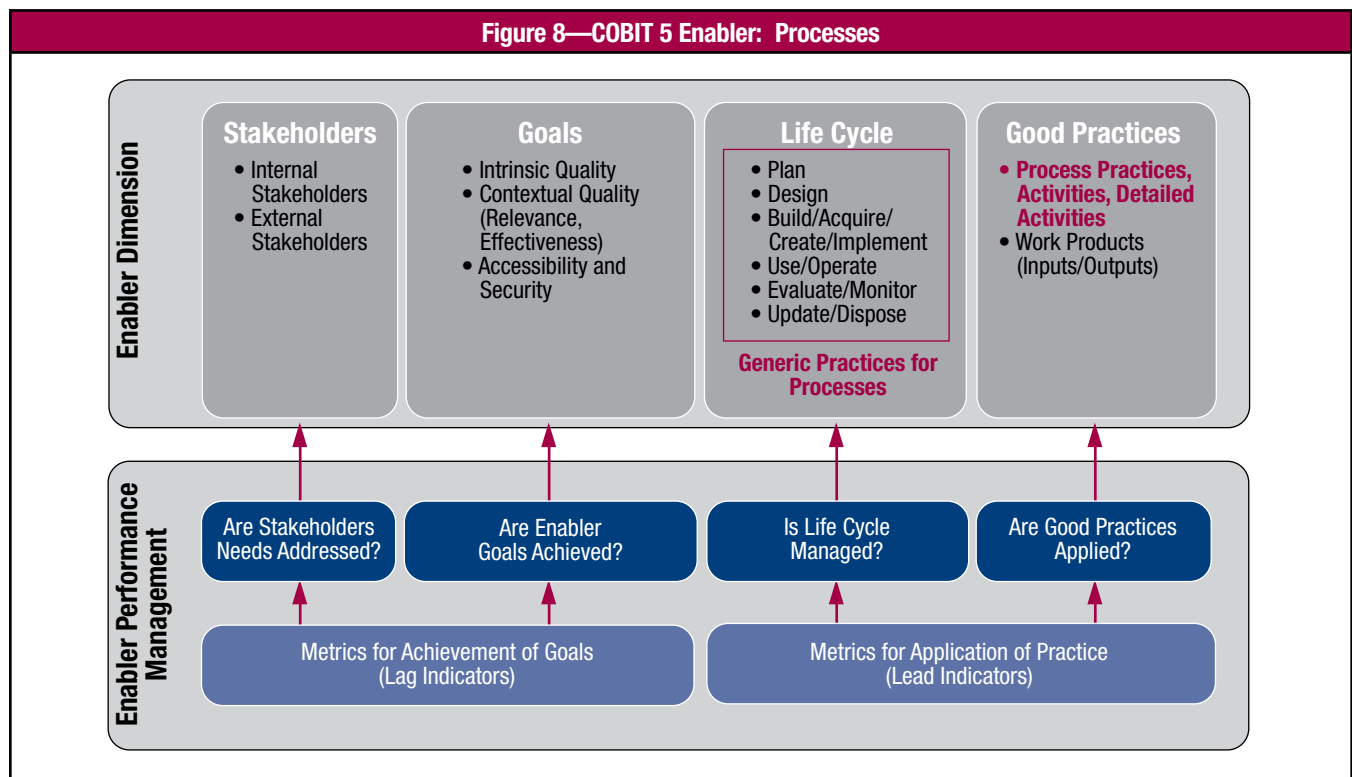 Figure 8—COBIT 5 Enabler: Processes
Enabler Dimension
Stakeholders
• Internal
Stakeholders
• External
Stakeholders
Goals
• Intrinsic Quality
• Contextual Quality
(Relevance,
Effectiveness)
• Accessibility and
Security
Life Cycle
• Plan
• Design
• Build/Acquire/
Create/Implement
• Use/Operate
• Evaluate/Monitor
• Update/Dispose
Generic Practices for
Processes
Good Practices
• Process Practices,
Activities, Detailed
Activities
• Work Products
(Inputs/Outputs)
Enabler Performance
Management
Are Stakeholders
Needs Addressed?
Are Enabler
Goals Achieved?
Is Life Cycle
Managed?
Are Good Practices
Applied?
Metrics for Achievement of Goals
(Lag Indicators)
Metrics for Application of Practice
(Lead Indicators)